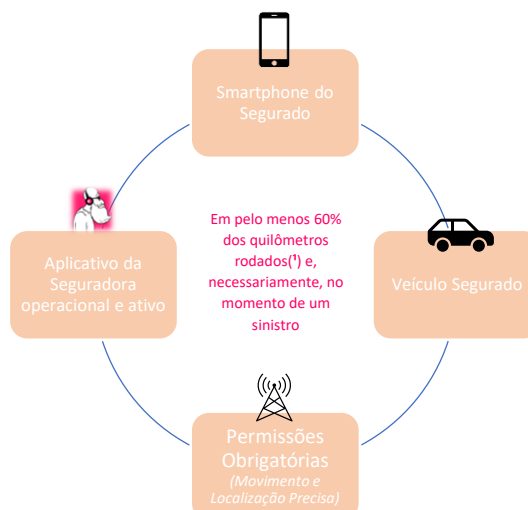 Smartphone do
Segurado
Em pelo menos 60%
dos quilômetros
rodados(¹) e,
necessariamente, no
momento de um
sinistro
Aplicativo da
Seguradora
operacional e ativo
Veículo Segurado
Permissões
Obrigatórias
(Movimento e
Localização Precisa)